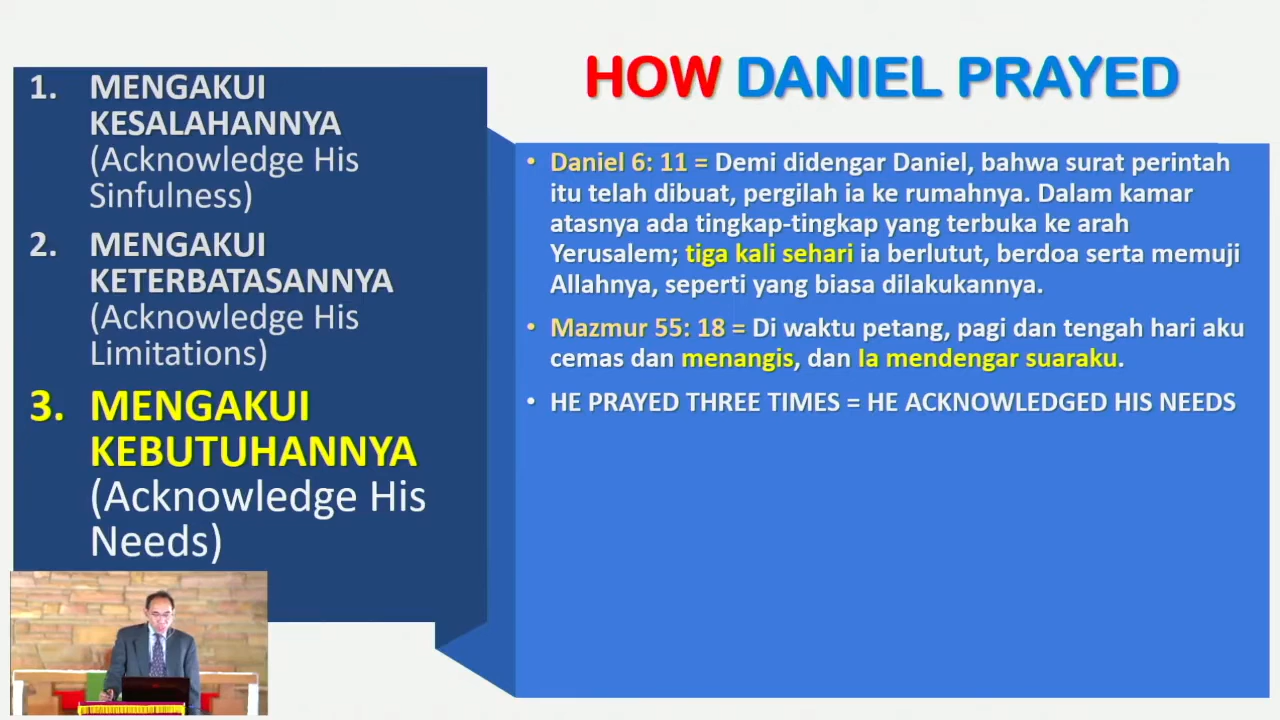 HOW DANIEL PRAYED
1. MENGAKUI
KESALAHANNYA
(Acknowledge His
Sinfulness)
2. MENGAKUI
KETERBATASANNYA
(Acknowledge His
Limitations)
3. MENGAKUI
KEBUTUHANNYA
(Acknowledge His
Needs)
• Daniel 6: 11 = Demi didengar Daniel, bahwa surat perintah
itu telah dibuat, pergilah ia ke rumahnya. Dalam kamar
atasnya ada tingkap-tingkap yang terbuka ke arah
Yerusalem; tiga kali sehari ia berlutut, berdoa serta memuji
Allahnya, seperti yang biasa dilakukannya.
• Mazmur 55: 18 = Di waktu petang, pagi dan tengah hari aku
cemas dan menangis, dan Ia mendengar suaraku.
• HE PRAYED THREE TIMES = HE ACKNOWLEDGED HIS NEEDS